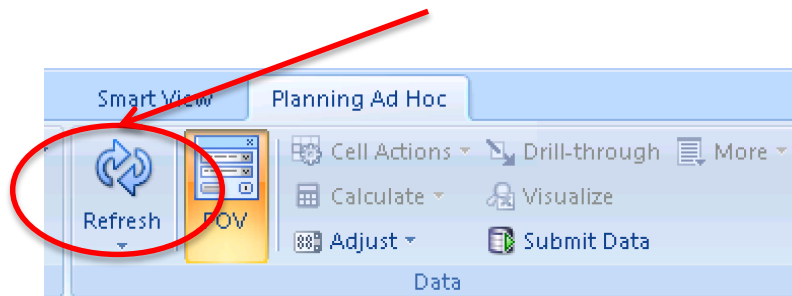 Smart View Planning Ad Hoc
Cell Actions Drill-through More
Calculate Visualize
Refresh POV
Adjust Submit Data
Data